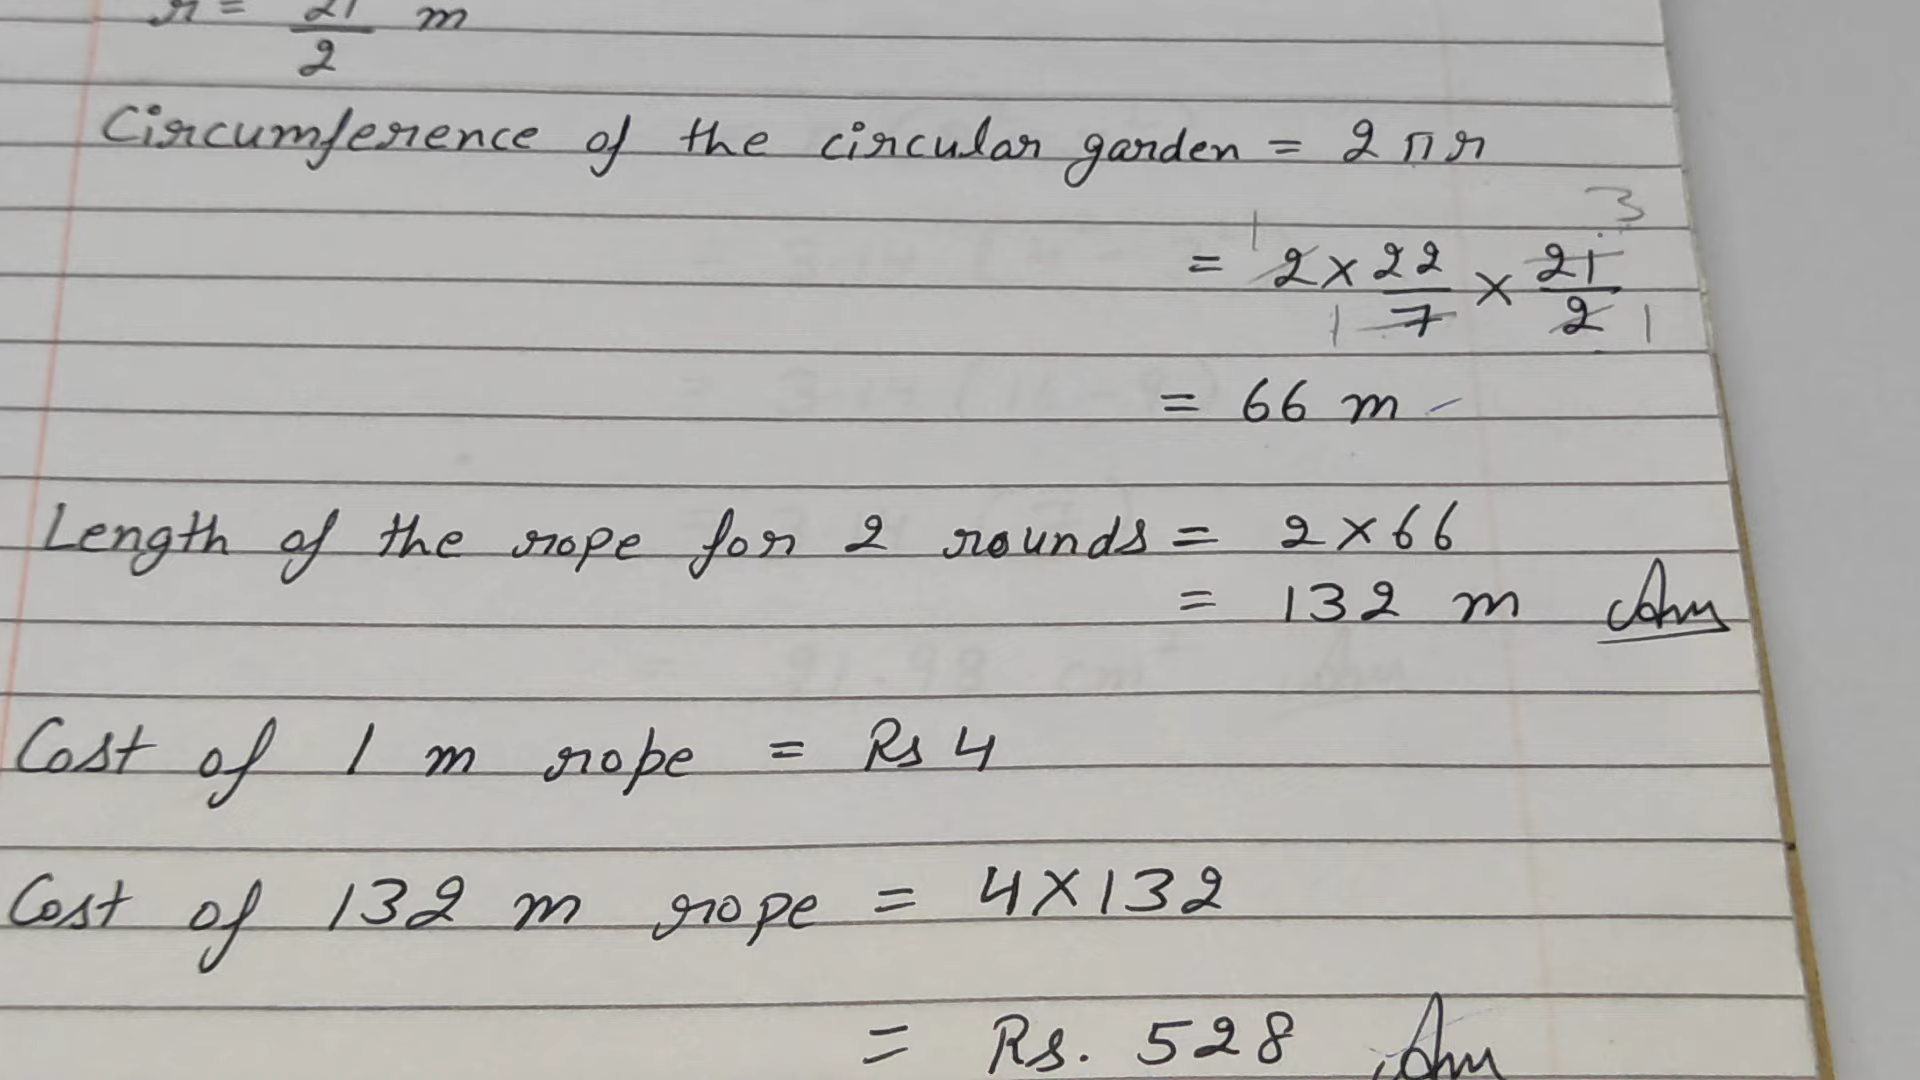 r = 21/2 m
Circumference of the circular garden = 2πr
= 2 × 22/7 × 21/2
= 66 m
Length of the rope for 2 rounds = 2 × 66
= 132 m Ans
Cost of 1 m rope = Rs 4
Cost of 132 m rope = 4 × 132
= Rs. 528 Ans